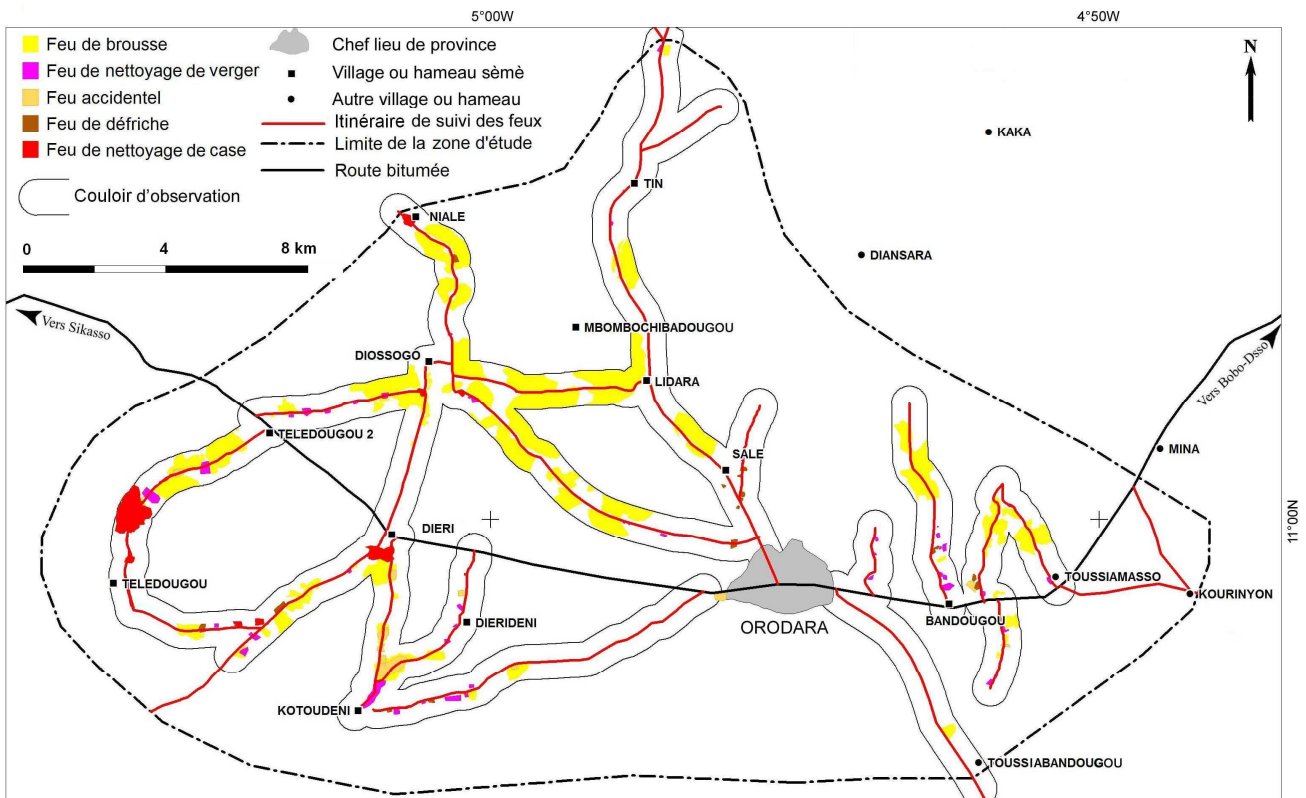 5°00W
4°50W
Feu de brousse
Feu de nettoyage de verger
Feu accidentel
Feu de défriche
Feu de nettoyage de case
Couloir d'observation
Chef lieu de province
Village ou hameau sèmè
Autre village ou hameau
Itinéraire de suivi des feux
Limite de la zone d'étude
Route bitumée
0 4 8 km
N
KAKA
TIN
NIALE
DIANSARA
Vers Sikasso
MBOMBOCHIBADOUGOU
Vers Bobo-Dsso
DIOSSOGO
LIDARA
TELEDOUGOU 2
SALE
MINA
11°00N
DIERI
TELEDOUGOU
TOUSSIAMASSO
KOURINYON
DIERIDENI
ORODARA
BANDOUGOU
KOTOUDENI
TOUSSIABANDOUGOU